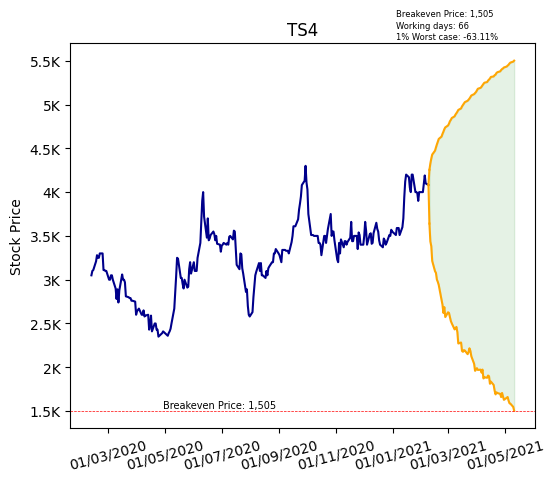 Breakeven Price: 1,505
Working days: 66
1% Worst case: -63.11%
TS4
Stock Price
5.5K
5K
4.5K
4K
3.5K
3K
2.5K
2K
1.5K
Breakeven Price: 1,505
01/03/2020
01/05/2020
01/07/2020
01/09/2020
01/11/2020
01/01/2021
01/03/2021
01/05/2021